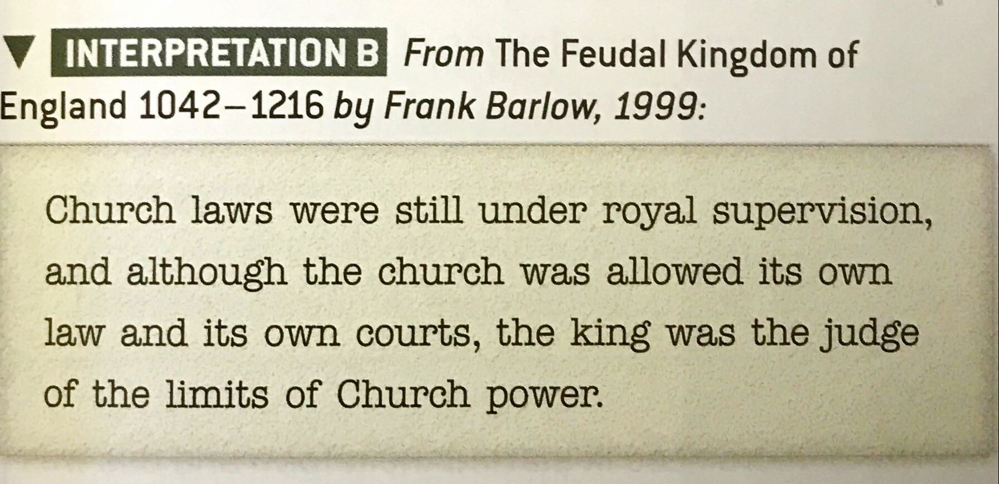 ▼ INTERPRETATION B From The Feudal Kingdom of
England 1042–1216 by Frank Barlow, 1999:
Church laws were still under royal supervision,
and although the church was allowed its own
law and its own courts, the king was the judge
of the limits of Church power.